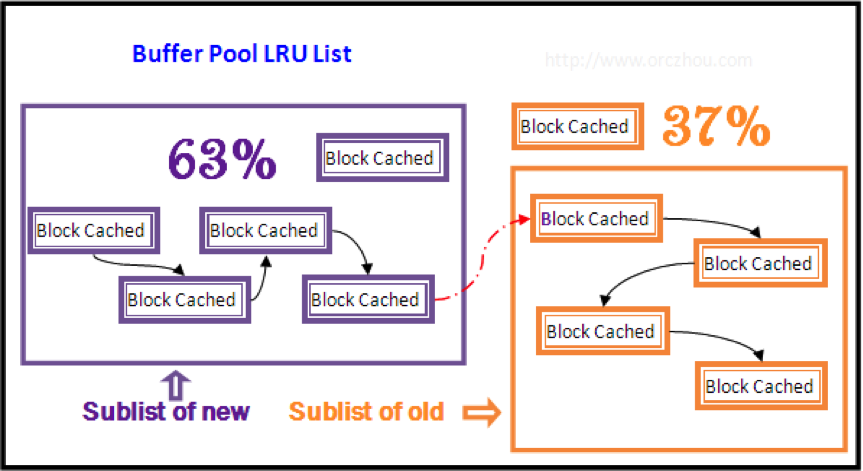 Buffer Pool LRU List
http://www.orczhou.com
63%
Block Cached
Block Cached
37%
Block Cached
Block Cached
Block Cached
Block Cached
Block Cached
Block Cached
Block Cached
Block Cached
Sublist of new
Sublist of old